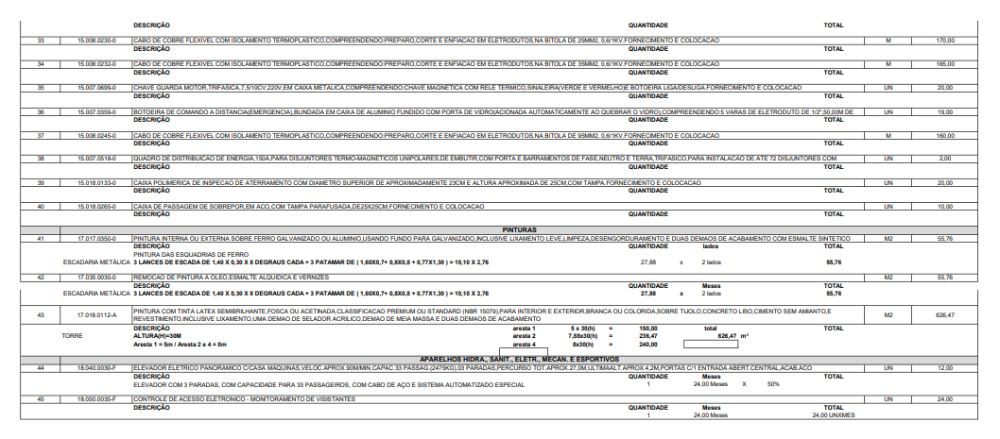 DESCRIÇÃO QUANTIDADE TOTAL
33 15.008.0230-0 CABO DE COBRE FLEXIVEL COM ISOLAMENTO TERMOPLASTICO,COMPREENDENDO:PREPARO,CORTE E ENFIACAO EM ELETRODUTOS,NA BITOLA DE 25MM2, 0,6/1KV.FORNECIMENTO E COLOCACAO M 170,00
DESCRIÇÃO QUANTIDADE TOTAL
34 15.008.0232-0 CABO DE COBRE FLEXIVEL COM ISOLAMENTO TERMOPLASTICO,COMPREENDENDO:PREPARO,CORTE E ENFIACAO EM ELETRODUTOS,NA BITOLA DE 35MM2, 0,6/1KV.FORNECIMENTO E COLOCACAO M 165,00
DESCRIÇÃO QUANTIDADE TOTAL
35 15.007.0699-0 CHAVE GUARDA MOTOR,TRIFASICA,7,5/10CV,220V,EM CAIXA METALICA,COMPREENDENDO:CHAVE MAGNETICA COM RELE TERMICO,SINALEIRA(VERDE E VERMELHO)E BOTOEIRA LIGA/DESLIGA.FORNECIMENTO E COLOCACAO UN 20,00
DESCRIÇÃO QUANTIDADE TOTAL
36 15.007.0359-0 BOTOEIRA DE COMANDO A DISTANCIA(EMERGENCIA),BLINDADA EM CAIXA DE ALUMINIO FUNDIDO COM PORTA DE VIDRO(ACIONADA AUTOMATICAMENTE AO QUEBRAR O VIDRO),COMPREENDENDO:5 VARAS DE ELETRODUTO DE 1/2",50,00M DE UN 19,00
DESCRIÇÃO QUANTIDADE TOTAL
37 15.008.0245-0 CABO DE COBRE FLEXIVEL COM ISOLAMENTO TERMOPLASTICO,COMPREENDENDO:PREPARO,CORTE E ENFIACAO EM ELETRODUTOS,NA BITOLA DE 95MM2, 0,6/1KV.FORNECIMENTO E COLOCACAO M 160,00
DESCRIÇÃO QUANTIDADE TOTAL
38 15.007.0518-0 QUADRO DE DISTRIBUICAO DE ENERGIA,150A,PARA DISJUNTORES TERMO-MAGNETICOS UNIPOLARES,DE EMBUTIR,COM PORTA E BARRAMENTOS DE FASE,NEUTRO E TERRA,TRIFASICO,PARA INSTALACAO DE ATE 72 DISJUNTORES COM UN 2,00
DESCRIÇÃO QUANTIDADE TOTAL
39 15.018.0133-0 CAIXA POLIMERICA DE INSPECAO DE ATERRAMENTO COM DIAMETRO SUPERIOR DE APROXIMADAMENTE 23CM E ALTURA APROXIMADA DE 25CM,COM TAMPA.FORNECIMENTO E COLOCACAO UN 20,00
DESCRIÇÃO QUANTIDADE TOTAL
40 15.018.0265-0 CAIXA DE PASSAGEM DE SOBREPOR,EM ACO,COM TAMPA PARAFUSADA,DE25X25CM.FORNECIMENTO E COLOCACAO UN 10,00
DESCRIÇÃO QUANTIDADE TOTAL
PINTURAS
41 17.017.0350-0 PINTURA INTERNA OU EXTERNA SOBRE FERRO GALVANIZADO OU ALUMINIO,USANDO FUNDO PARA GALVANIZADO,INCLUSIVE LIXAMENTO LEVE,LIMPEZA,DESENGORDURAMENTO E DUAS DEMAOS DE ACABAMENTO COM ESMALTE SINTETICO M2 55,76
DESCRIÇÃO QUANTIDADE lados TOTAL
PINTURA DAS ESQUADRIAS DE FERRO
ESCADARIA METÁLICA 3 LANCES DE ESCADA DE 1,40 X 0,30 X 8 DEGRAUS CADA + 3 PATAMAR DE ( 1,60X0,7+ 0,8X0,8 + 0,77X1,30 ) = 10,10 X 2,76 27,88 x 2 lados 55,76
42 17.035.0030-0 REMOCAO DE PINTURA A OLEO,ESMALTE ALQUIDICA E VERNIZES M2 55,76
DESCRIÇÃO QUANTIDADE Meses TOTAL
ESCADARIA METÁLICA 3 LANCES DE ESCADA DE 1,40 X 0,30 X 8 DEGRAUS CADA + 3 PATAMAR DE ( 1,60X0,7+ 0,8X0,8 + 0,77X1,30 ) = 10,10 X 2,76 27,88 x 2 lados 55,76
43 17.018.0112-A PINTURA COM TINTA LATEX SEMIBRILHANTE,FOSCA OU ACETINADA,CLASSIFICACAO PREMIUM OU STANDARD (NBR 15079),PARA INTERIOR E EXTERIOR,BRANCA OU COLORIDA,SOBRE TIJOLO,CONCRETO LISO,CIMENTO SEM AMIANTO,E M2 626,47
REVESTIMENTO,INCLUSIVE LIXAMENTO,UMA DEMAO DE SELADOR ACRILICO,DEMAO DE MEIA MASSA E DUAS DEMAOS DE ACABAMENTO
DESCRIÇÃO aresta 1 5 x 30(h) = 150,00 total TOTAL
TORRE ALTURA(H)=30M aresta 2 7,88x30(h) = 236,47 626,47 m²
Aresta 1 = 5m / Aresta 2 e 4 = 8m aresta 4 8x30(h) = 240,00
APARELHOS HIDRA., SANIT., ELETR., MECAN. E ESPORTIVOS
44 18.040.0030-F ELEVADOR ELETRICO PANORAMICO C/CASA MAQUINAS,VELOC.APROX.90M/MIN,CAPAC.33 PASSAG.(2475KG),03 PARADAS,PERCURSO TOT.APROX.27,0M,ULTIMAALT.APROX.4,2M,PORTAS C/1 ENTRADA ABERT.CENTRAL,ACAB.ACO UN 12,00
DESCRIÇÃO QUANTIDADE Meses TOTAL
ELEVADOR COM 3 PARADAS, COM CAPACIDADE PARA 33 PASSAGEIROS, COM CABO DE AÇO E SISTEMA AUTOMATIZADO ESPECIAL 1 24,00 Meses X 50%
45 18.050.0035-F CONTROLE DE ACESSO ELETRONICO - MONITORAMENTO DE VISISTANTES UN 24,00
DESCRIÇÃO QUANTIDADE Meses TOTAL
1 24,00 Meses 24,00 UNXMES